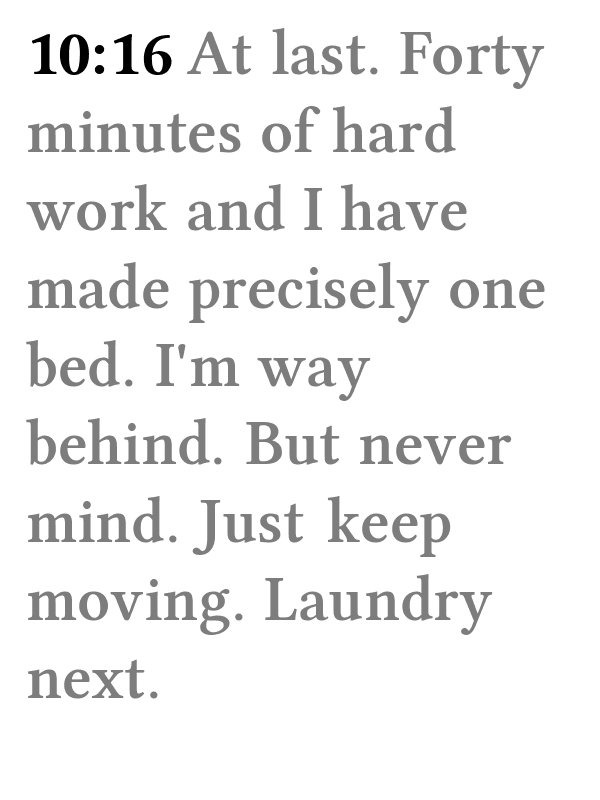 10:16 At last. Forty
minutes of hard
work and I have
made precisely one
bed. I'm way
behind. But never
mind. Just keep
moving. Laundry
next.